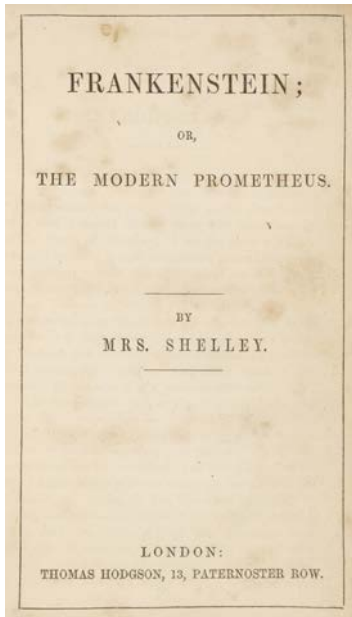 FRANKENSTEIN;
OR,
THE MODERN PROMETHEUS.
BY
MRS. SHELLEY.
LONDON:
THOMAS HODGSON, 13, PATERNOSTER ROW.